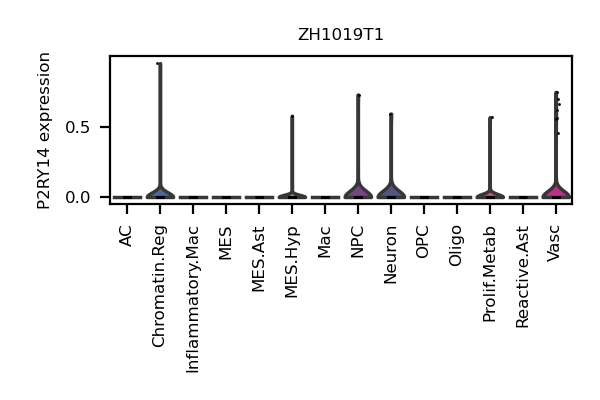 ZH1019T1
P2RY14 expression
0.5
0.0
AC
Chromatin.Reg
Inflammatory.Mac
MES
MES.Ast
MES.Hyp
Mac
NPC
Neuron
OPC
Oligo
Prolif.Metab
Reactive.Ast
Vasc